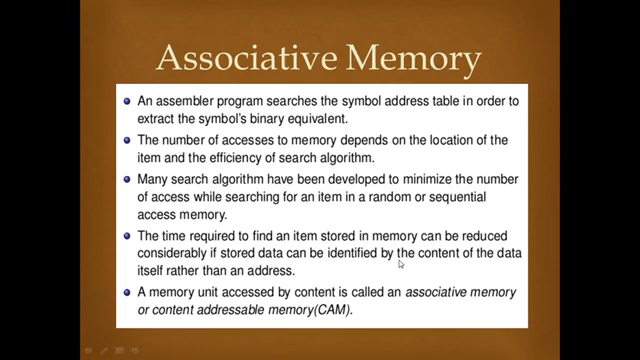 Associative Memory
An assembler program searches the symbol address table in order to
extract the symbol's binary equivalent.
The number of accesses to memory depends on the location of the
item and the efficiency of search algorithm.
Many search algorithm have been developed to minimize the number
of access while searching for an item in a random or sequential
access memory.
The time required to find an item stored in memory can be reduced
considerably if stored data can be identified by the content of the data
itself rather than an address.
A memory unit accessed by content is called an associative memory
or content addressable memory(CAM).